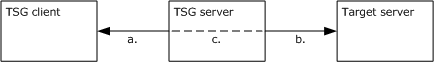 TSG client
TSG server
Target server
a.
c.
b.